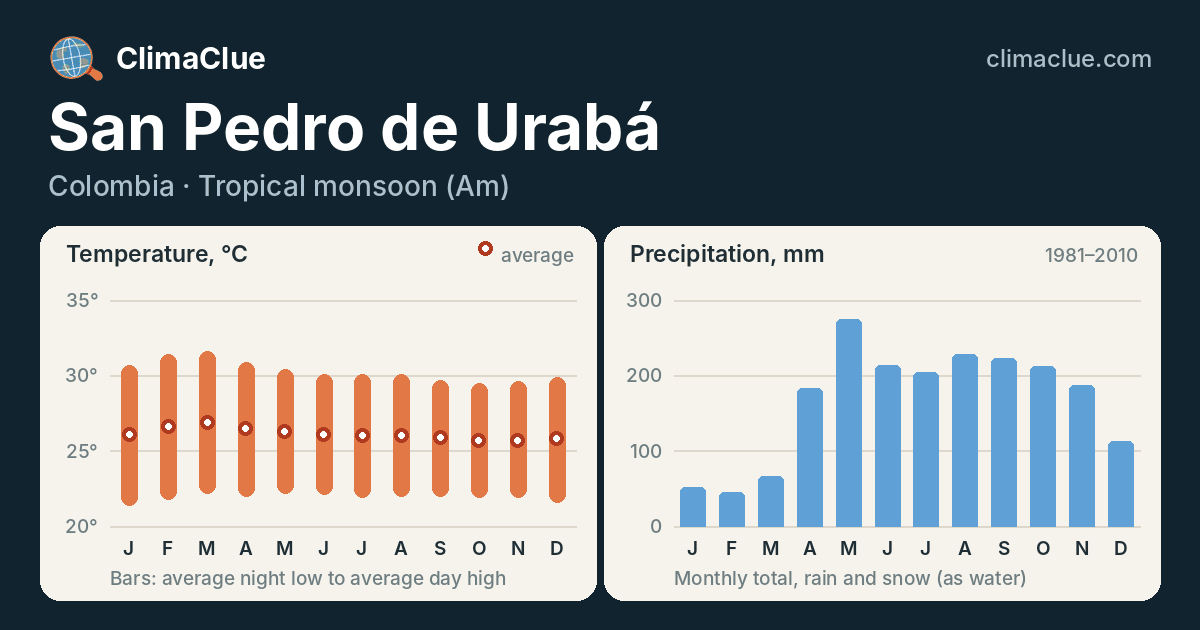 ClimaClue
climaclue.com
San Pedro de Urabá
Colombia · Tropical monsoon (Am)
Temperature, °C
average
35°
30°
25°
20°
J F M A M J J A S O N D
Bars: average night low to average day high
Precipitation, mm
1981–2010
300
200
100
0
J F M A M J J A S O N D
Monthly total, rain and snow (as water)